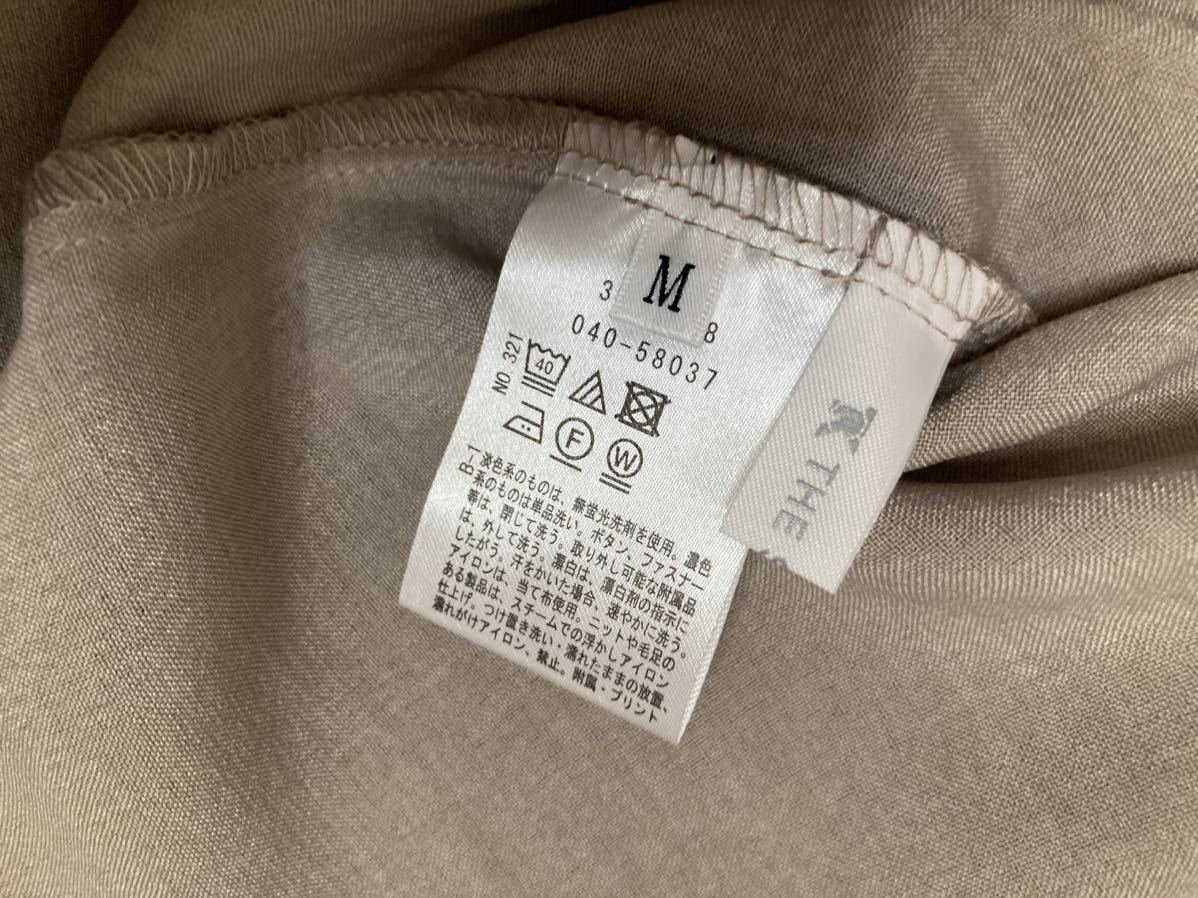 M
3 8
040-58037
NO 321
40
F W
B-1
淡色系のものは、無蛍光洗剤を使用。濃色
系のものは単品洗い。ボタン、ファスナー
等は、閉じて洗う。取り外し可能な附属品
は、外して洗う。漂白は、漂白剤の指示に
したがう。汗をかいた場合、速やかに洗う。
アイロンは、当て布使用。ニットや毛足の
ある製品は、スチームでの浮かしアイロン
仕上げ。つけ置き洗い・濡れたままの放置、
濡れがけアイロン、禁止。附属・プリント
THE